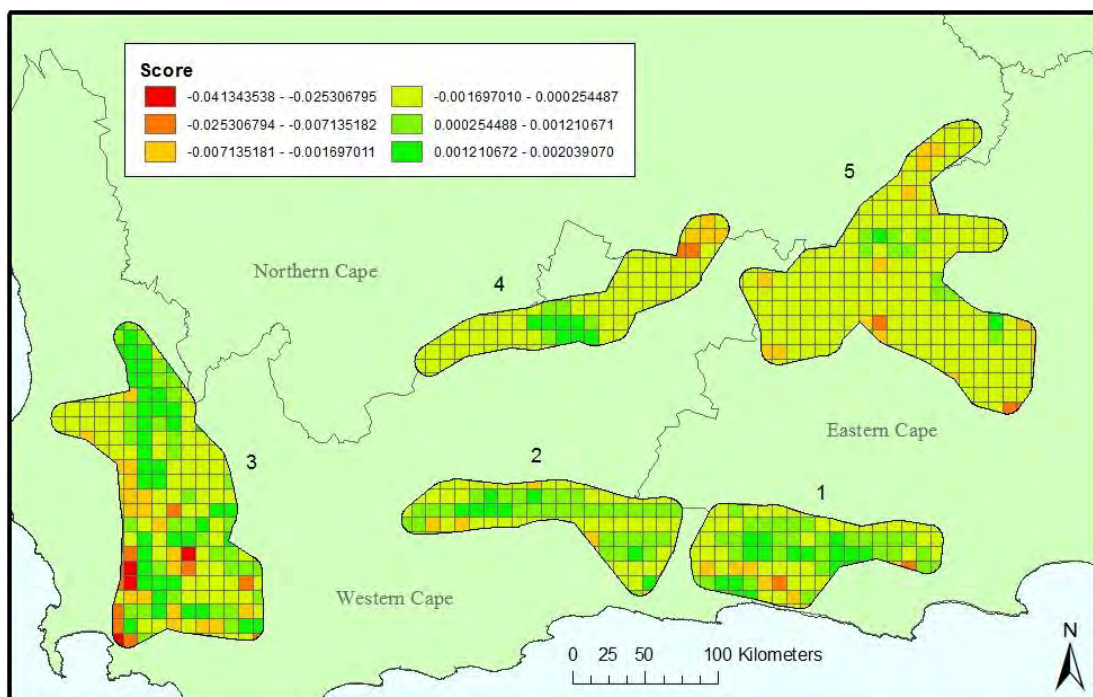 Score
-0.041343538 - -0.025306795
-0.025306794 - -0.007135182
-0.007135181 - -0.001697011
-0.001697010 - 0.000254487
0.000254488 - 0.001210671
0.001210672 - 0.002039070
5
Northern Cape
4
3
2
Eastern Cape
1
Western Cape
0 25 50 100 Kilometers
N